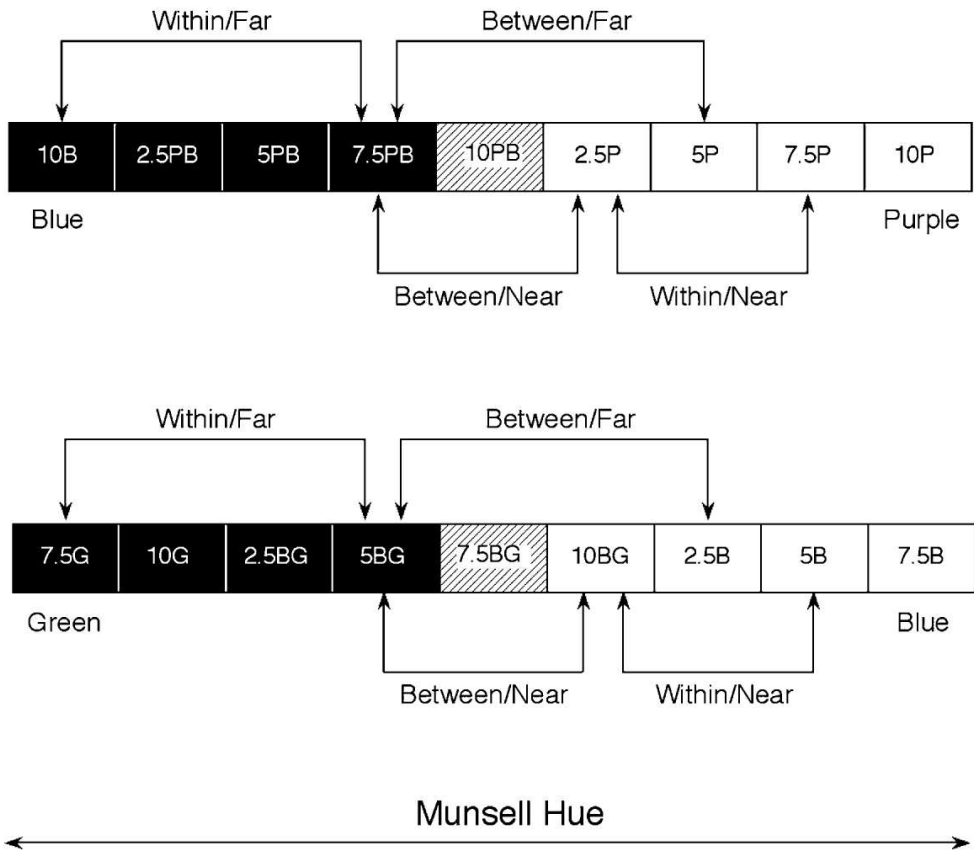 Within/Far Between/Far
10B 2.5PB 5PB 7.5PB 10PB 2.5P 5P 7.5P 10P
Blue Purple
Between/Near Within/Near
Within/Far Between/Far
7.5G 10G 2.5BG 5BG 7.5BG 10BG 2.5B 5B 7.5B
Green Blue
Between/Near Within/Near
Munsell Hue